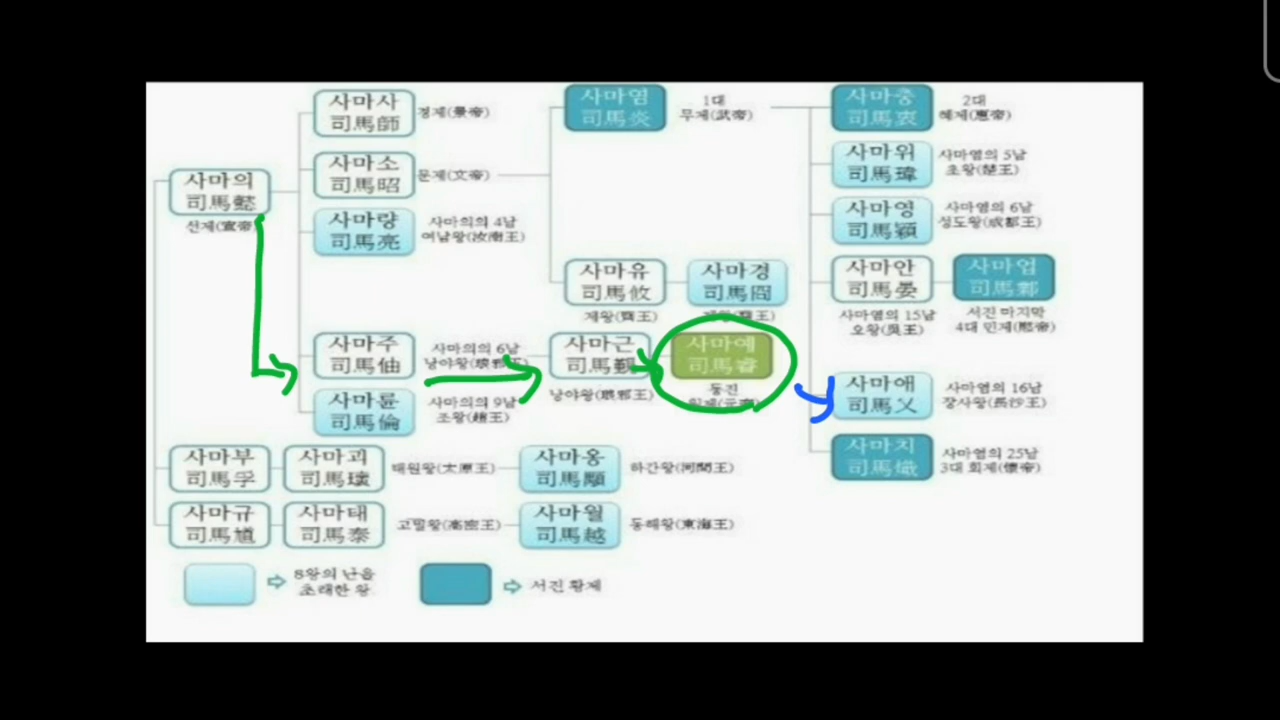 사마사
司馬師
경제(景帝)
사마염
司馬炎
1대
무제(武帝)
사마충
司馬衷
2대
혜제(惠帝)
사마의
司馬懿
선제(宣帝)
사마소
司馬昭
문제(文帝)
사마위
司馬瑋
사마염의 5남
초왕(楚王)
사마량
司馬亮
사마의의 4남
여남왕(汝南王)
사마영
司馬穎
사마염의 6남
성도왕(成都王)
사마유
司馬攸
제왕(齊王)
사마경
司馬冏
제왕(齊王)
사마안
司馬晏
사마염의 15남
오왕(吳王)
사마업
司馬鄴
서진 마지막
4대 민제(愍帝)
사마주
司馬伷
사마의의 6남
낭야왕(琅邪王)
사마근
司馬覲
낭야왕(琅邪王)
사마예
司馬睿
동진
원제(元帝)
사마애
司馬乂
사마염의 16남
장사왕(長沙王)
사마륜
司馬倫
사마의의 9남
조왕(趙王)
사마치
司馬熾
사마염의 25남
3대 회제(懷帝)
사마부
司馬孚
사마괴
司馬瓌
태원왕(太原王)
사마옹
司馬顒
하간왕(河間王)
사마규
司馬馗
사마태
司馬泰
고밀왕(高密王)
사마월
司馬越
동해왕(東海王)
8왕의 난을
초래한 왕
서진 황제